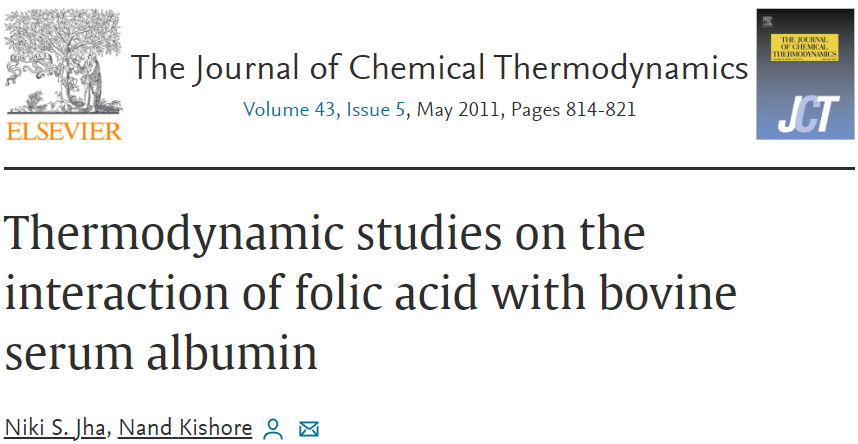 ELSEVIER
The Journal of Chemical Thermodynamics
Volume 43, Issue 5, May 2011, Pages 814-821
THE JOURNAL
OF CHEMICAL
THERMODYNAMICS
JCT
Thermodynamic studies on the
interaction of folic acid with bovine
serum albumin
Niki S. Jha, Nand Kishore